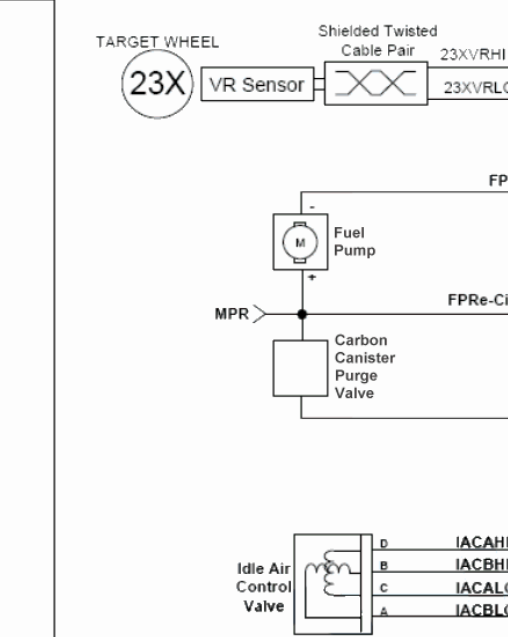 TARGET WHEEL
23X
VR Sensor
Shielded Twisted
Cable Pair
23XVRHI
23XVRLO
FP
-
M
Fuel
Pump
+
MPR
FPRe-Ci
Carbon
Canister
Purge
Valve
Idle Air
Control
Valve
D
B
C
A
IACAHI
IACBHI
IACALO
IACBLO